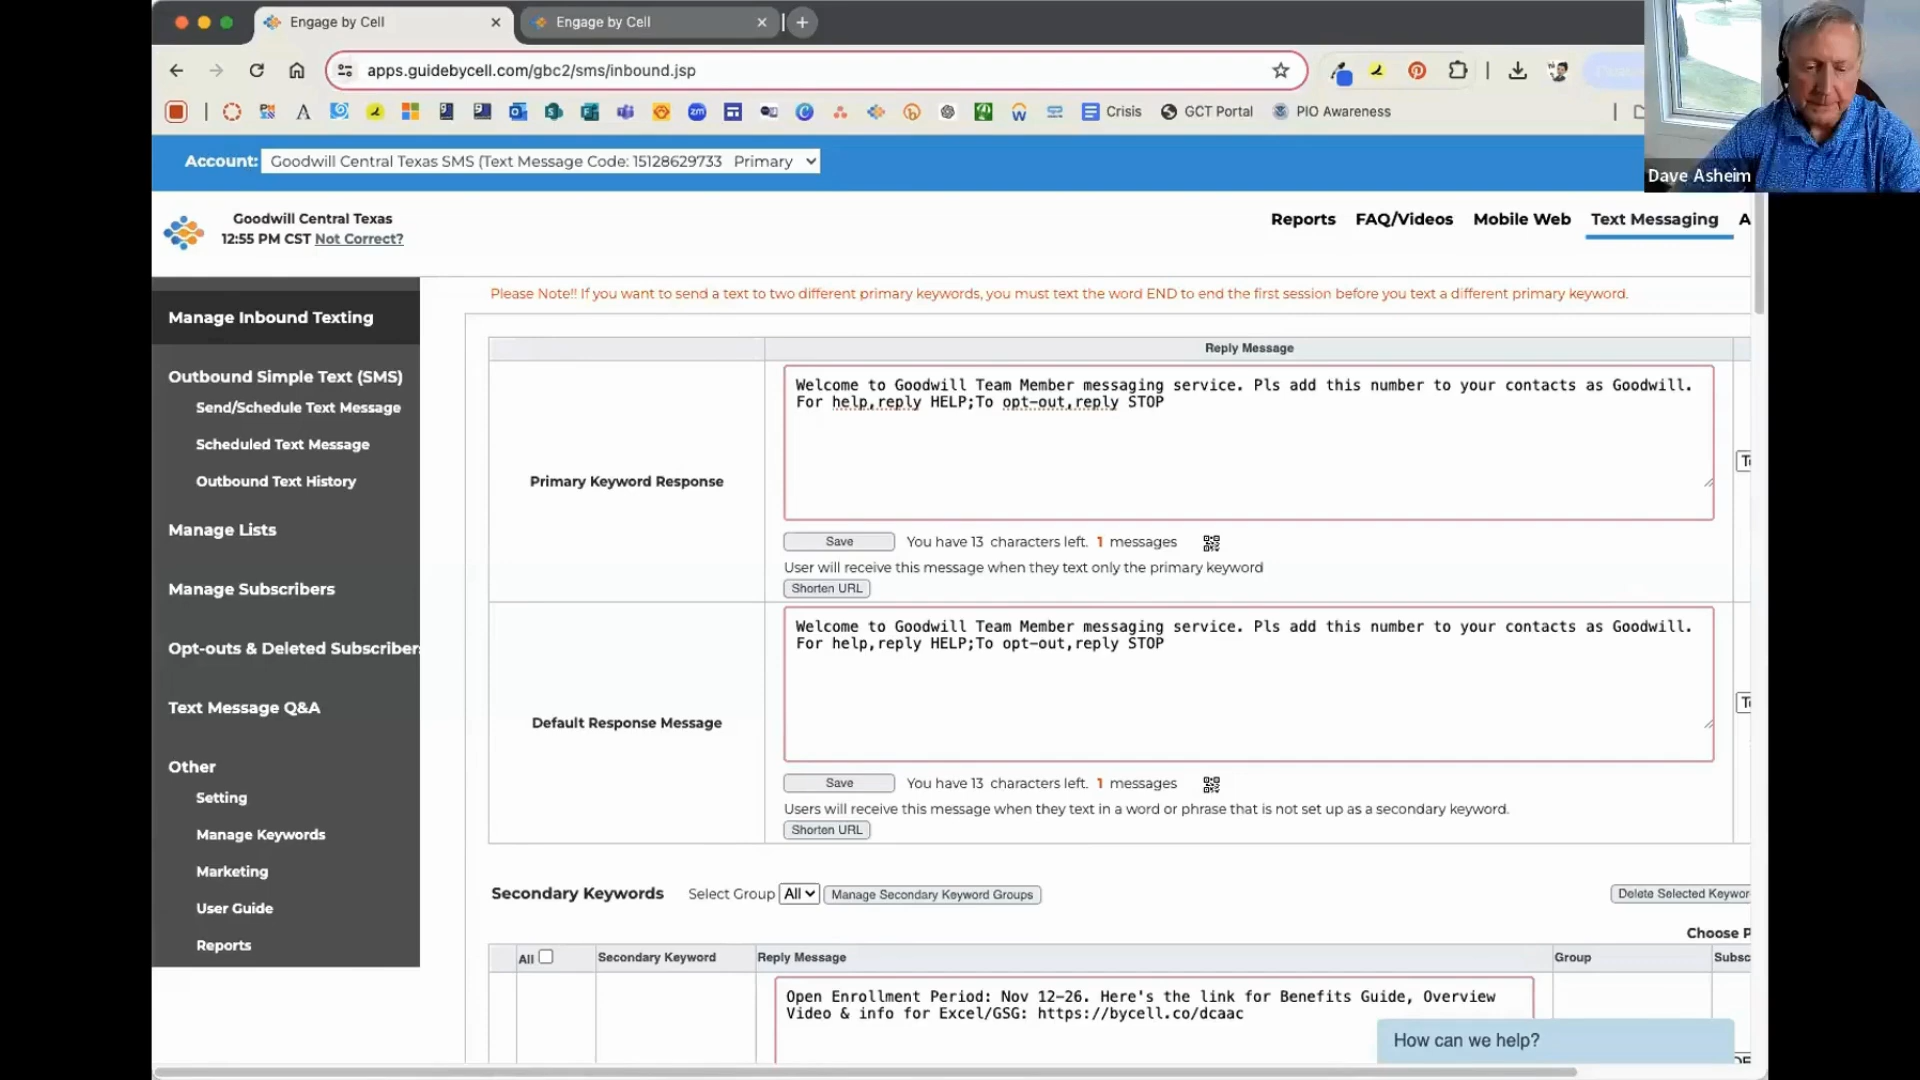 Engage by Cell
Engage by Cell
apps.guidebycell.com/gbc2/sms/inbound.jsp
Crisis
GCT Portal
PIO Awareness
Dave Asheim
Account:
Goodwill Central Texas SMS (Text Message Code: 15128629733 Primary
Goodwill Central Texas
12:55 PM CST Not Correct?
Reports
FAQ/Videos
Mobile Web
Text Messaging
A
Please Note!! If you want to send a text to two different primary keywords, you must text the word END to end the first session before you text a different primary keyword.
Manage Inbound Texting
Outbound Simple Text (SMS)
Send/Schedule Text Message
Scheduled Text Message
Outbound Text History
Manage Lists
Manage Subscribers
Opt-outs & Deleted Subscribers
Text Message Q&A
Other
Setting
Manage Keywords
Marketing
User Guide
Reports
Reply Message
Primary Keyword Response
Welcome to Goodwill Team Member messaging service. Pls add this number to your contacts as Goodwill.
For help,reply HELP;To opt-out,reply STOP
Save
You have 13 characters left. 1 messages
User will receive this message when they text only the primary keyword
Shorten URL
Default Response Message
Welcome to Goodwill Team Member messaging service. Pls add this number to your contacts as Goodwill.
For help,reply HELP;To opt-out,reply STOP
Save
You have 13 characters left. 1 messages
Users will receive this message when they text in a word or phrase that is not set up as a secondary keyword.
Shorten URL
Secondary Keywords
Select Group
All
Manage Secondary Keyword Groups
Delete Selected Keywor
Choose P
All
Secondary Keyword
Reply Message
Group
Subsc
Open Enrollment Period: Nov 12-26. Here's the link for Benefits Guide, Overview
Video & info for Excel/GSG: https://bycell.co/dcaac
How can we help?